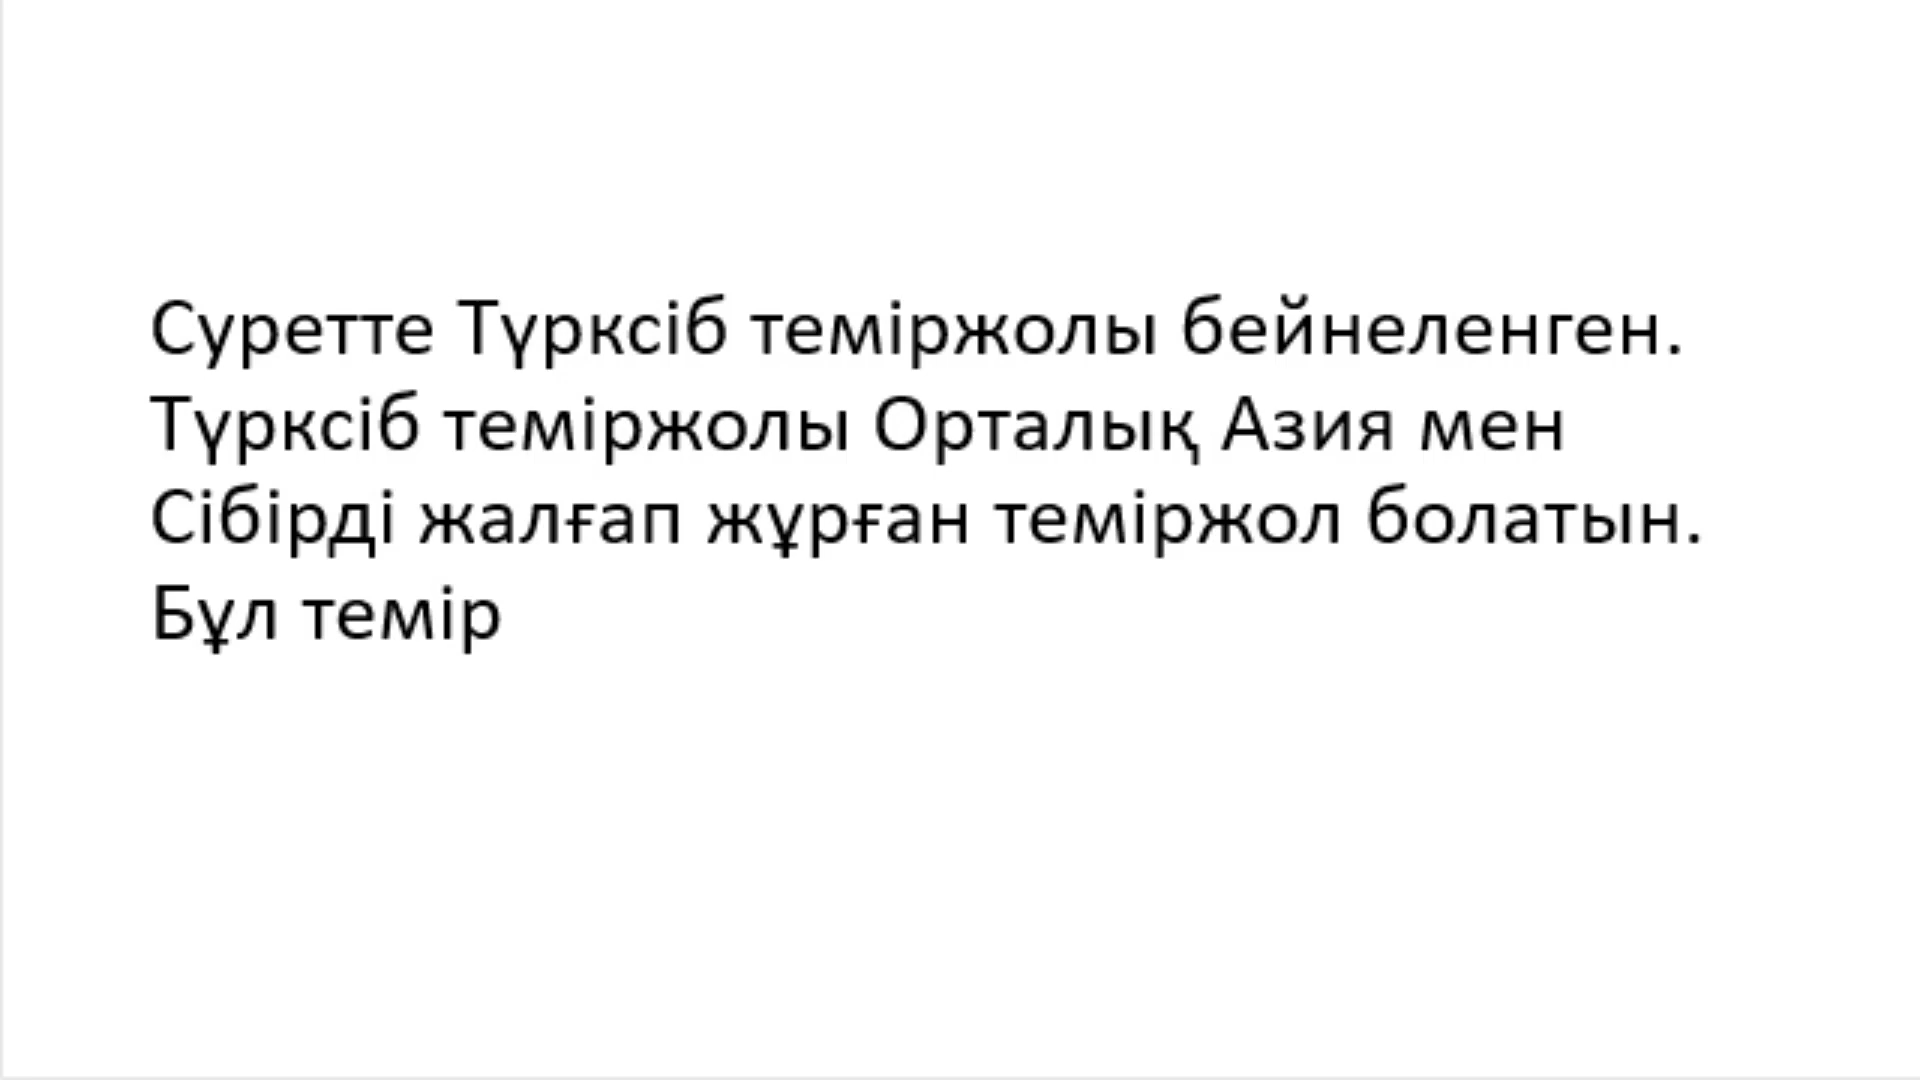 Суретте Түрксіб теміржолы бейнеленген.
Түрксіб теміржолы Орталық Азия мен
Сібірді жалғап жұрған теміржол болатын.
Бұл темір